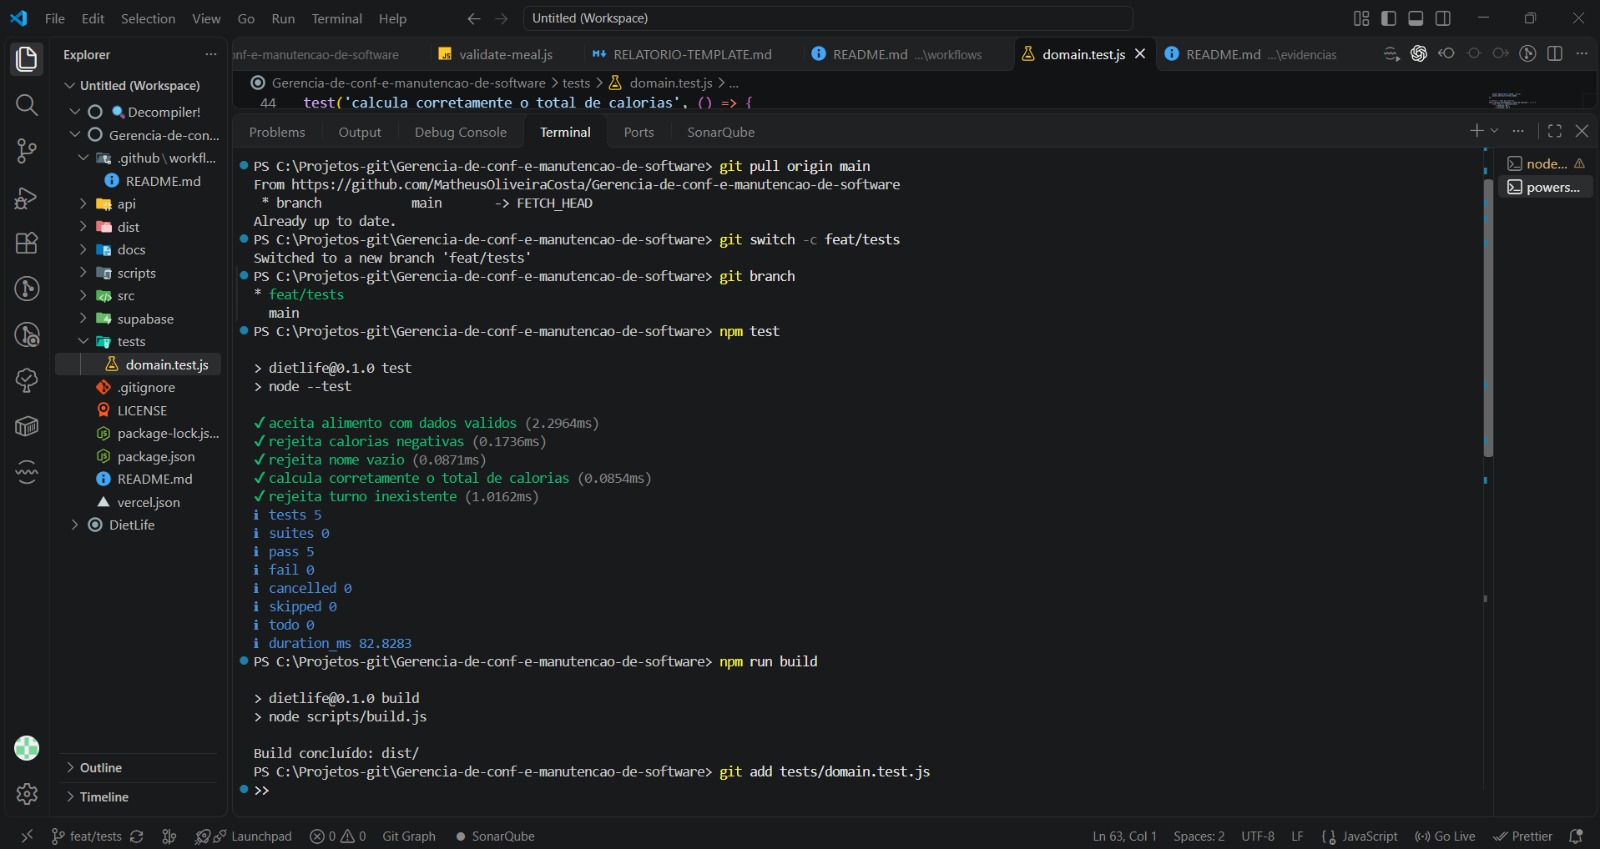 File Edit Selection View Go Run Terminal Help
Untitled (Workspace)
Explorer
nf-e-manutencao-de-software
validate-meal.js
RELATORIO-TEMPLATE.md
README.md ...\workflows
domain.test.js
README.md ...\evidencias
Untitled (Workspace)
Decompiler!
Gerencia-de-con...
.github\workfl...
README.md
api
dist
docs
scripts
src
supabase
tests
domain.test.js
.gitignore
LICENSE
package-lock.js...
package.json
README.md
vercel.json
DietLife
Outline
Timeline
Gerencia-de-conf-e-manutencao-de-software > tests > domain.test.js > ...
44 test('calcula corretamente o total de calorias', () => {
Problems Output Debug Console Terminal Ports SonarQube
node...
powers...
PS C:\Projetos-git\Gerencia-de-conf-e-manutencao-de-software> git pull origin main
From https://github.com/MatheusOliveiraCosta/Gerencia-de-conf-e-manutencao-de-software
* branch main -> FETCH_HEAD
Already up to date.
PS C:\Projetos-git\Gerencia-de-conf-e-manutencao-de-software> git switch -c feat/tests
Switched to a new branch 'feat/tests'
PS C:\Projetos-git\Gerencia-de-conf-e-manutencao-de-software> git branch
* feat/tests
main
PS C:\Projetos-git\Gerencia-de-conf-e-manutencao-de-software> npm test
> dietlife@0.1.0 test
> node --test
✓ aceita alimento com dados validos (2.2964ms)
✓ rejeita calorias negativas (0.1736ms)
✓ rejeita nome vazio (0.0871ms)
✓ calcula corretamente o total de calorias (0.0854ms)
✓ rejeita turno inexistente (1.0162ms)
ℹ tests 5
ℹ suites 0
ℹ pass 5
ℹ fail 0
ℹ cancelled 0
ℹ skipped 0
ℹ todo 0
ℹ duration_ms 82.8283
PS C:\Projetos-git\Gerencia-de-conf-e-manutencao-de-software> npm run build
> dietlife@0.1.0 build
> node scripts/build.js
Build concluído: dist/
PS C:\Projetos-git\Gerencia-de-conf-e-manutencao-de-software> git add tests/domain.test.js
>>
feat/tests Launchpad 0 0 Git Graph SonarQube Ln 63, Col 1 Spaces: 2 UTF-8 LF {} JavaScript Go Live Prettier